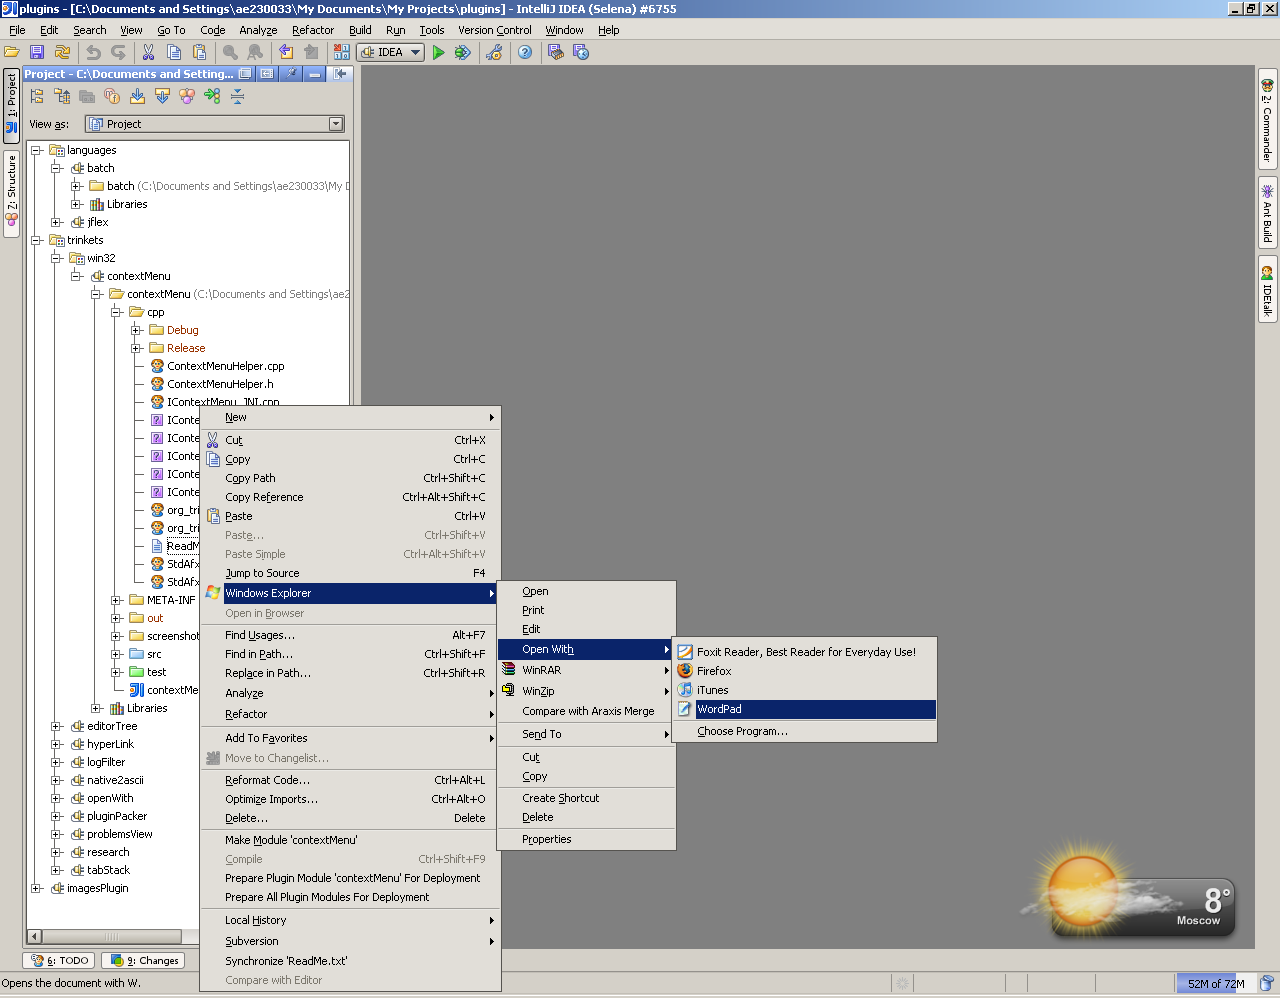 plugins - [C:\Documents and Settings\ae230033\My Documents\My Projects\plugins] - IntelliJ IDEA (Selena) #6755
File Edit Search View Go To Code Analyze Refactor Build Run Tools Version Control Window Help
IDEA
1: Project
7: Structure
Project - C:\Documents and Setting...
View as: Project
languages
batch
batch (C:\Documents and Settings\ae230033\My D
Libraries
jflex
trinkets
win32
contextMenu
contextMenu (C:\Documents and Settings\ae2
cpp
Debug
Release
ContextMenuHelper.cpp
ContextMenuHelper.h
IContextMenu_JNI.cpp
IConte
IConte
IConte
IConte
IConte
org_tri
org_tri
ReadM
StdAfx
StdAfx
META-INF
out
screenshot
src
test
contextMe
Libraries
editorTree
hyperLink
logFilter
native2ascii
openWith
pluginPacker
problemsView
research
tabStack
imagesPlugin
New
Cut Ctrl+X
Copy Ctrl+C
Copy Path Ctrl+Shift+C
Copy Reference Ctrl+Alt+Shift+C
Paste Ctrl+V
Paste... Ctrl+Shift+V
Paste Simple Ctrl+Alt+Shift+V
Jump to Source F4
Windows Explorer
Open in Browser
Find Usages... Alt+F7
Find in Path... Ctrl+Shift+F
Replace in Path... Ctrl+Shift+R
Analyze
Refactor
Add To Favorites
Move to Changelist...
Reformat Code... Ctrl+Alt+L
Optimize Imports... Ctrl+Alt+O
Delete... Delete
Make Module 'contextMenu'
Compile Ctrl+Shift+F9
Prepare Plugin Module 'contextMenu' For Deployment
Prepare All Plugin Modules For Deployment
Local History
Subversion
Synchronize 'ReadMe.txt'
Compare with Editor
Open
Print
Edit
Open With
WinRAR
WinZip
Compare with Araxis Merge
Send To
Cut
Copy
Create Shortcut
Delete
Properties
Foxit Reader, Best Reader for Everyday Use!
Firefox
iTunes
WordPad
Choose Program...
2: Commander
Ant Build
IDEtalk
8°
Moscow
6: TODO 9: Changes
Opens the document with W.
52M of 72M